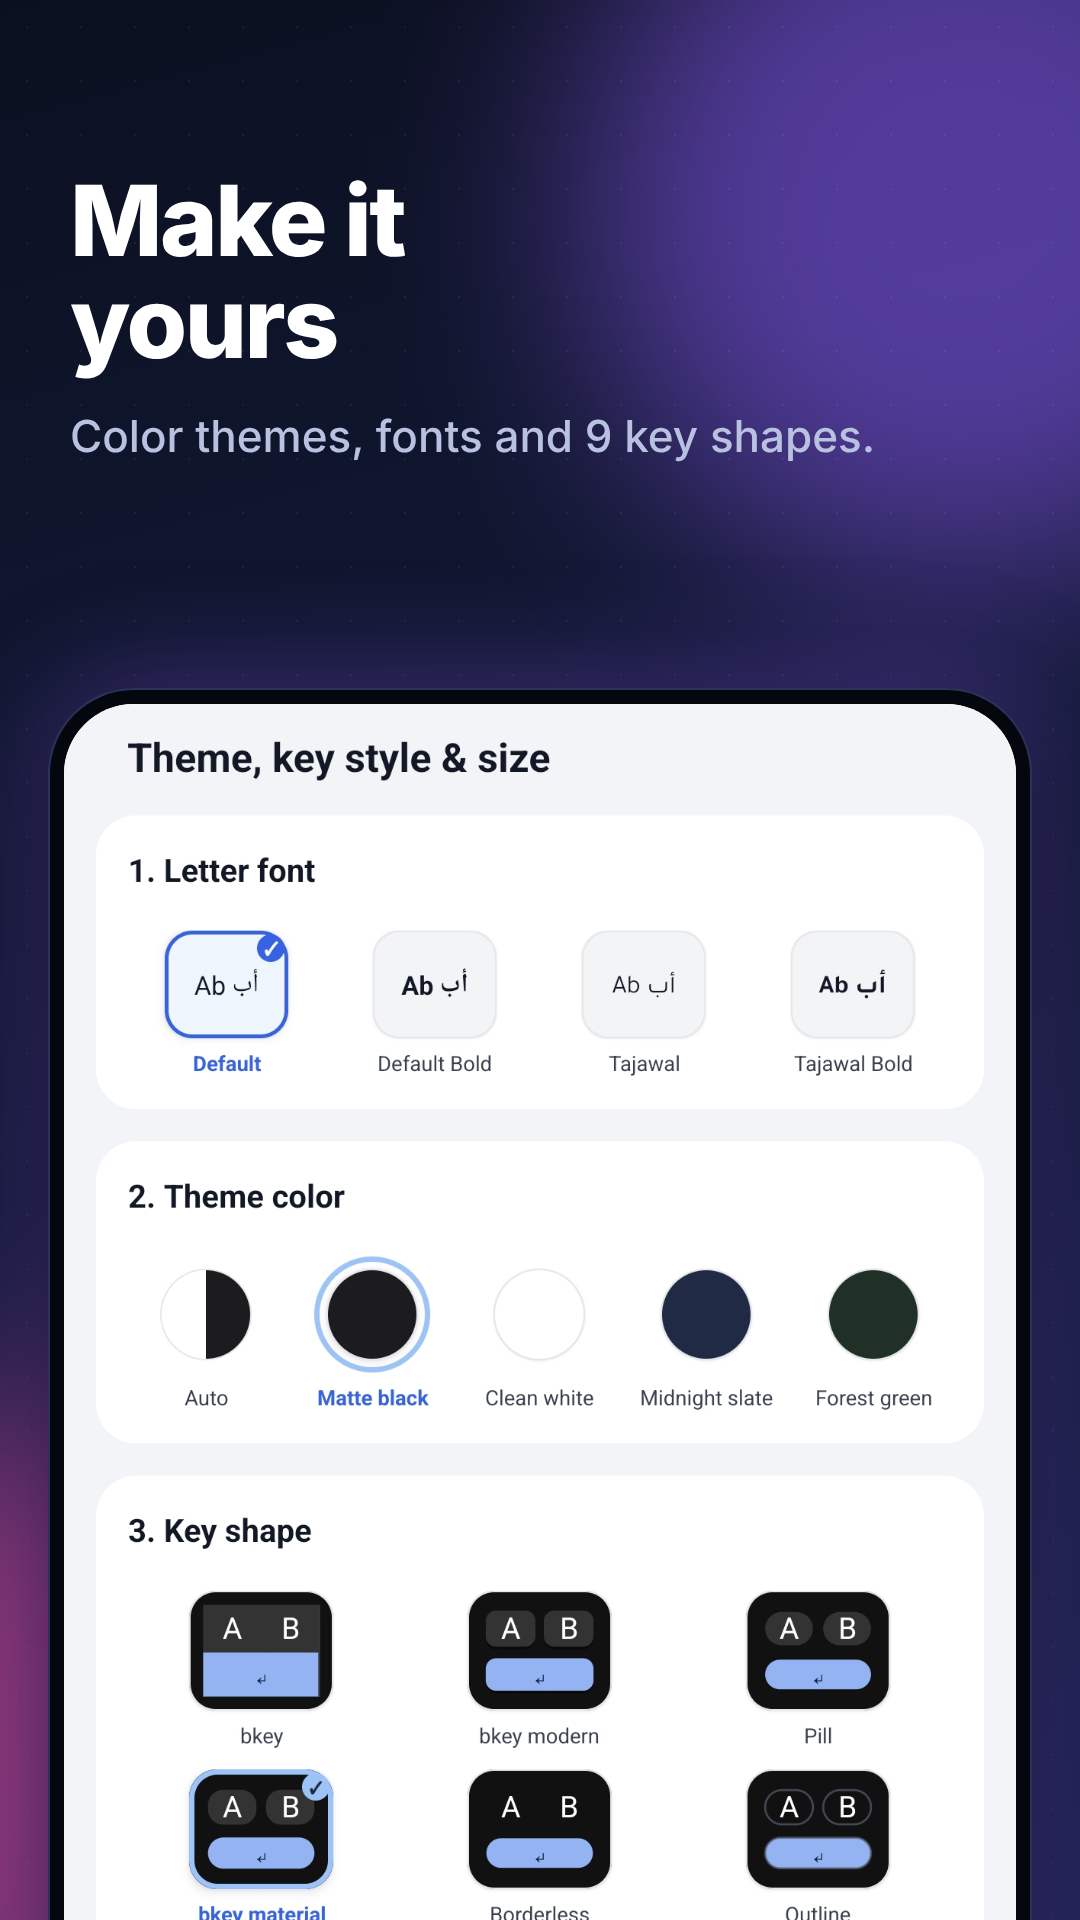 Make it
yours
Color themes, fonts and 9 key shapes.
Theme, key style & size
1. Letter font
Ab أب
Ab أب
Ab أب
Ab أب
Default
Default Bold
Tajawal
Tajawal Bold
2. Theme color
Auto
Matte black
Clean white
Midnight slate
Forest green
3. Key shape
A B
A B
A B
bkey
bkey modern
Pill
A B
A B
A B
bkey material
Borderless
Outline